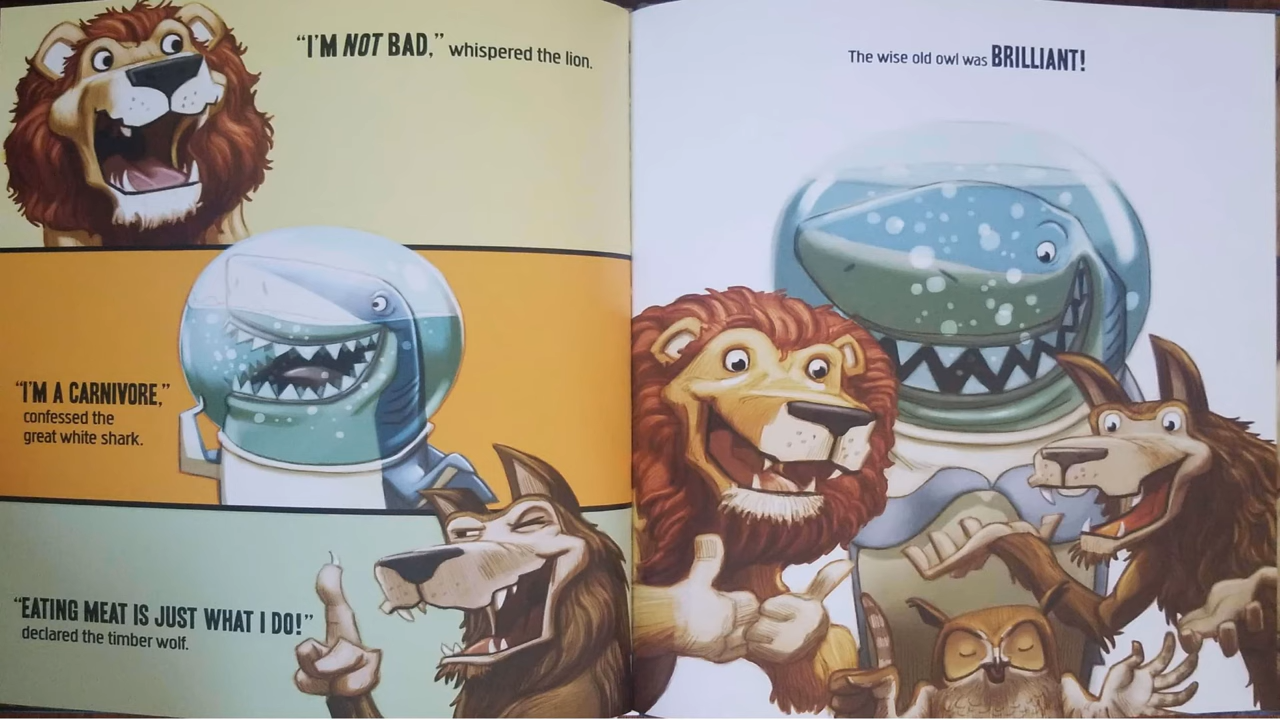 “I’M NOT BAD,” whispered the lion.
“I’M A CARNIVORE,”
confessed the
great white shark.
“EATING MEAT IS JUST WHAT I DO!”
declared the timber wolf.
The wise old owl was BRILLIANT!